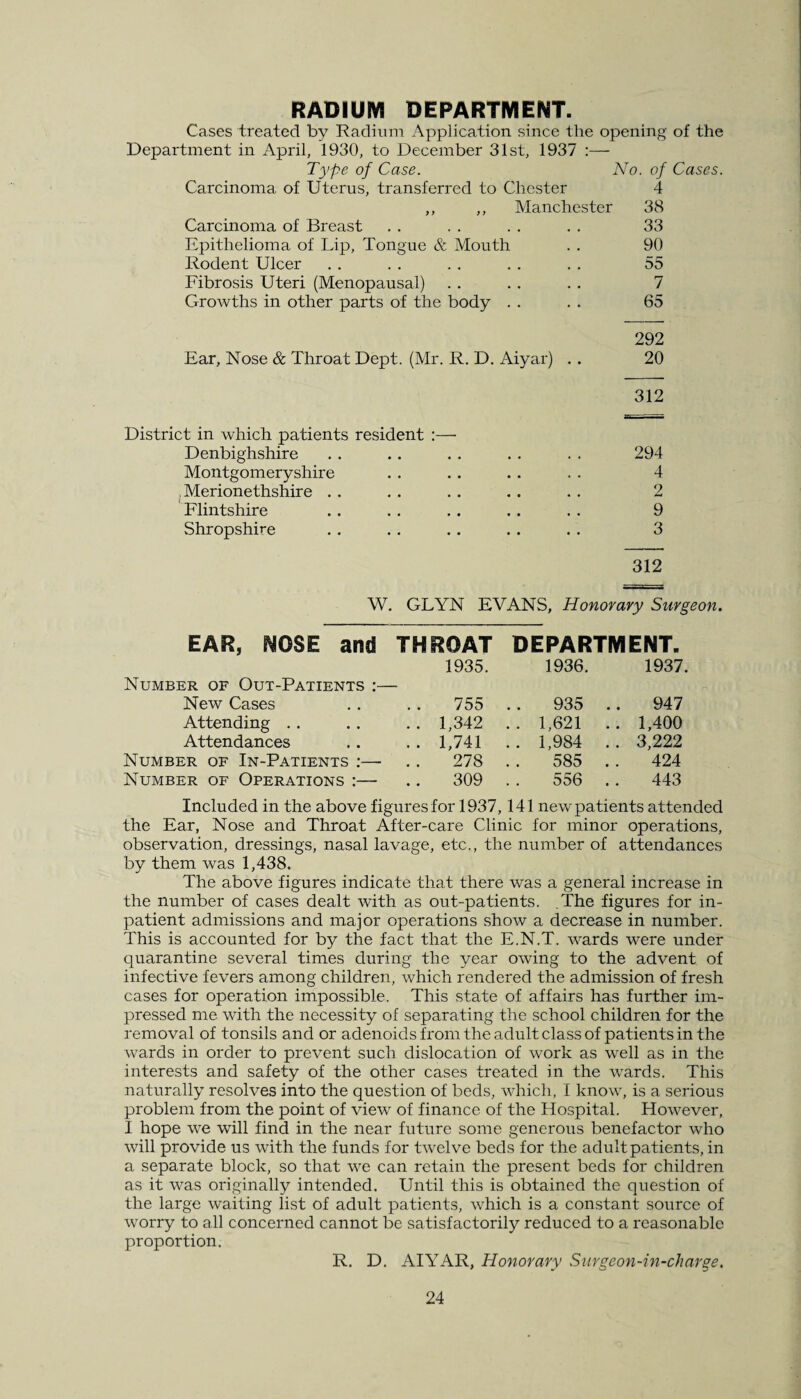 RADIUM DEPARTMENT.
Cases treated by Radium Application since the opening of the
Department in April, 1930, to December 31st, 1937 :—
Type of Case. No. of Cases.
Carcinoma of Uterus, transferred to Chester 4
,, ,, Manchester 38
Carcinoma of Breast .. .. .. .. 33
Epithelioma of Lip, Tongue & Mouth .. 90
Rodent Ulcer .. .. .. .. .. 55
Fibrosis Uteri (Menopausal) .. .. .. 7
Growths in other parts of the body .. .. 65
292
Ear, Nose & Throat Dept. (Mr. R. D. Aiyar) .. 20
312
District in which patients resident :—
Denbighshire .. .. .. .. .. 294
Montgomeryshire .. .. .. .. 4
Merionethshire .. .. .. .. .. 2
Flintshire .. .. .. .. .. 9
Shropshire .. .. .. .. .. 3
312
W. GLYN EVANS, Honorary Surgeon.
EAR, NOSE and THROAT DEPARTMENT.
1935. 1936. 1937.
Number of Out-Patients :—
New Cases .. .. 755 .. 935 .. 947
Attending .. .. .. 1,342 .. 1,621 .. 1,400
Attendances .. .. 1,741 .. 1,984 .. 3,222
Number of In-Patients :— .. 278 .. 585 .. 424
Number of Operations :— .. 309 .. 556 .. 443
Included in the above figures for 1937, 141 new patients attended
the Ear, Nose and Throat After-care Clinic for minor operations,
observation, dressings, nasal lavage, etc., the number of attendances
by them was 1,438.
The above figures indicate that there was a general increase in
the number of cases dealt with as out-patients. The figures for in-
patient admissions and major operations show a decrease in number.
This is accounted for by the fact that the E.N.T. wards were under
quarantine several times during the year owing to the advent of
infective fevers among children, which rendered the admission of fresh
cases for operation impossible. This state of affairs has further im-
pressed me with the necessity of separating the school children for the
removal of tonsils and or adenoids from the adult class of patients in the
wards in order to prevent such dislocation of work as well as in the
interests and safety of the other cases treated in the wards. This
naturally resolves into the question of beds, which, I know, is a serious
problem from the point of view of finance of the Hospital. However,
I hope we will find in the near future some generous benefactor who
will provide us with the funds for twelve beds for the adult patients, in
a separate block, so that we can retain the present beds for children
as it was originally intended. Until this is obtained the question of
the large waiting list of adult patients, which is a constant source of
worry to all concerned cannot be satisfactorily reduced to a reasonable
proportion.
R. D. AIYAR, Honorary Surgeon-in-charge.
24